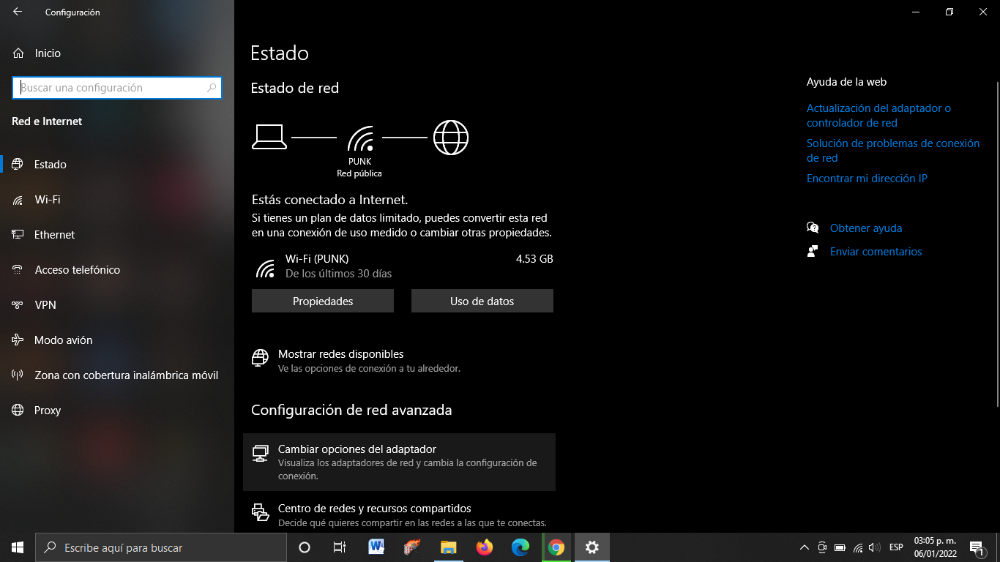 Configuración
Inicio
Buscar una configuración
Red e Internet
Estado
Wi-Fi
Ethernet
Acceso telefónico
VPN
Modo avión
Zona con cobertura inalámbrica móvil
Proxy
Estado
Estado de red
PUNK
Red pública
Estás conectado a Internet.
Si tienes un plan de datos limitado, puedes convertir esta red
en una conexión de uso medido o cambiar otras propiedades.
Wi-Fi (PUNK) 4.53 GB
De los últimos 30 días
Propiedades Uso de datos
Mostrar redes disponibles
Ve las opciones de conexión a tu alrededor.
Configuración de red avanzada
Cambiar opciones del adaptador
Visualiza los adaptadores de red y cambia la configuración de
conexión.
Centro de redes y recursos compartidos
Decide qué quieres compartir en las redes a las que te conectas.
Ayuda de la web
Actualización del adaptador o
controlador de red
Solución de problemas de conexión
de red
Encontrar mi dirección IP
Obtener ayuda
Enviar comentarios
Escribe aquí para buscar
W
ESP
03:05 p. m.
06/01/2022
1